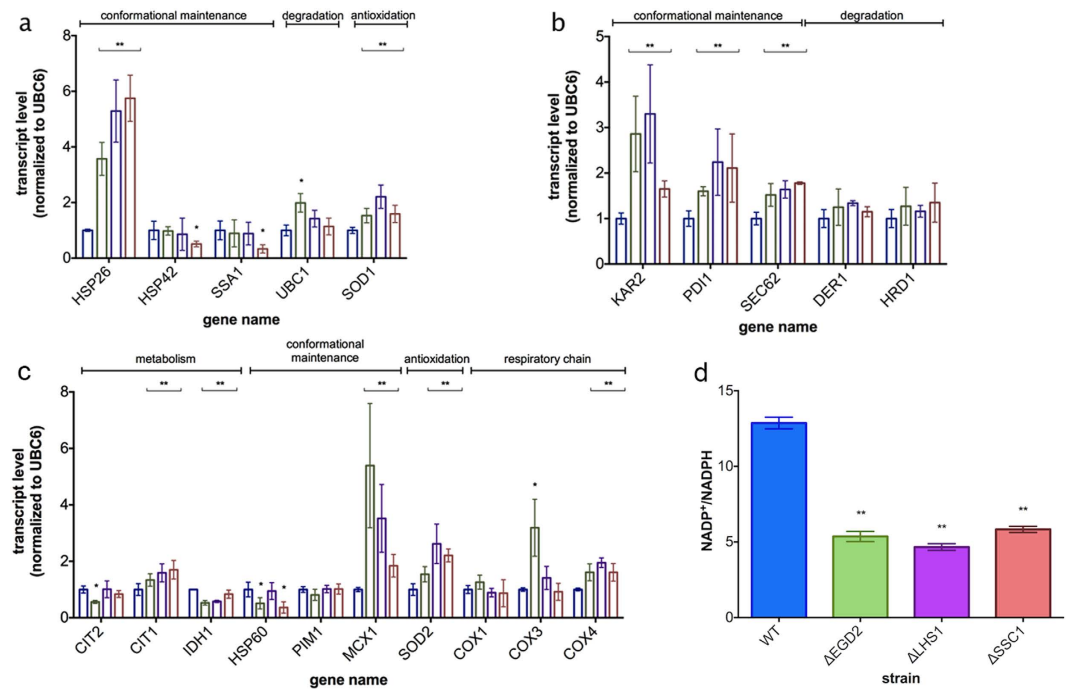 a
conformational maintenance degradation antioxidation
8
6
4
2
0
transcript level
(normalized to UBC6)
**
*
*
*
**
HSP26 HSP42 SSA1 UBC1 SOD1
gene name
b
conformational maintenance degradation
5
4
3
2
1
0
transcript level
(normalized to UBC6)
** ** **
KAR2 PDI1 SEC62 DER1 HRD1
gene name
c
metabolism conformational maintenance antioxidation respiratory chain
8
6
4
2
0
transcript level
(normalized to UBC6)
** ** ** ** **
*
* *
*
CIT2 CIT1 IDH1 HSP60 PIM1 MCX1 SOD2 COX1 COX3 COX4
gene name
d
15
10
5
0
NADP⁺/NADPH
** ** **
WT ΔEGD2 ΔLHS1 ΔSSC1
strain